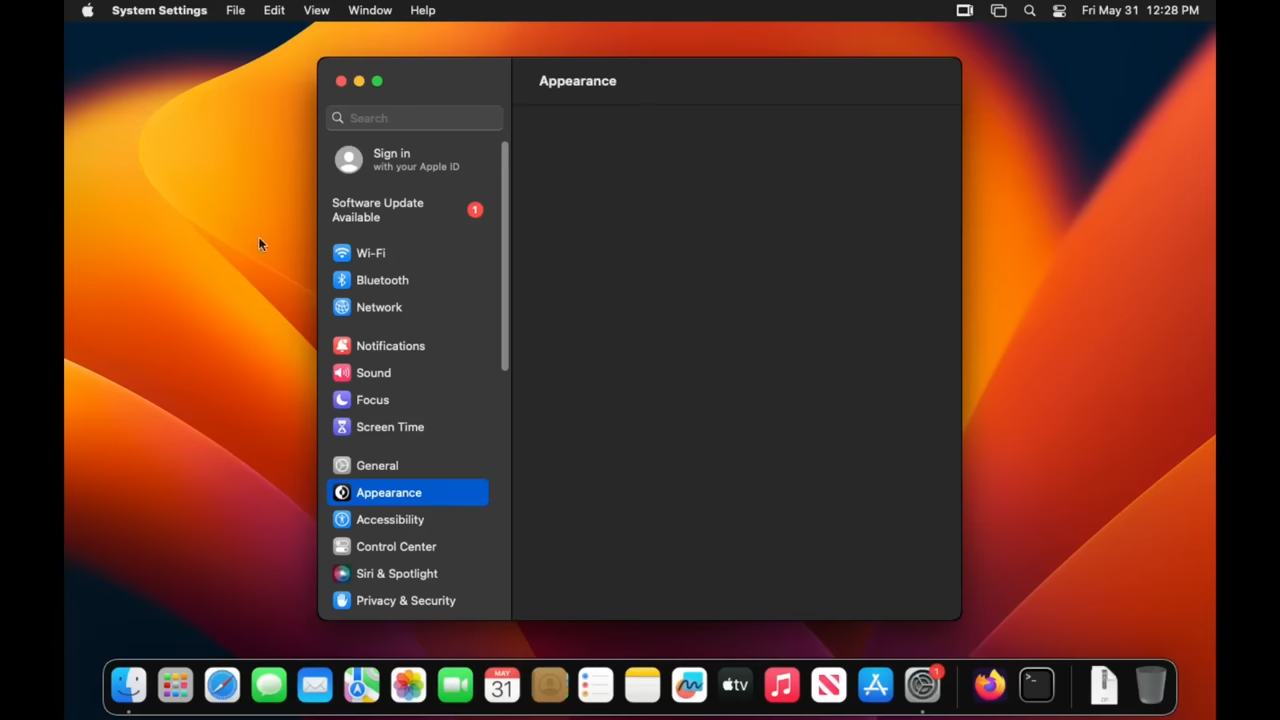 System Settings File Edit View Window Help Fri May 31 12:28 PM
Appearance
Search
Sign in
with your Apple ID
Software Update
Available
1
Wi-Fi
Bluetooth
Network
Notifications
Sound
Focus
Screen Time
General
Appearance
Accessibility
Control Center
Siri & Spotlight
Privacy & Security
MAY
31
tv
1